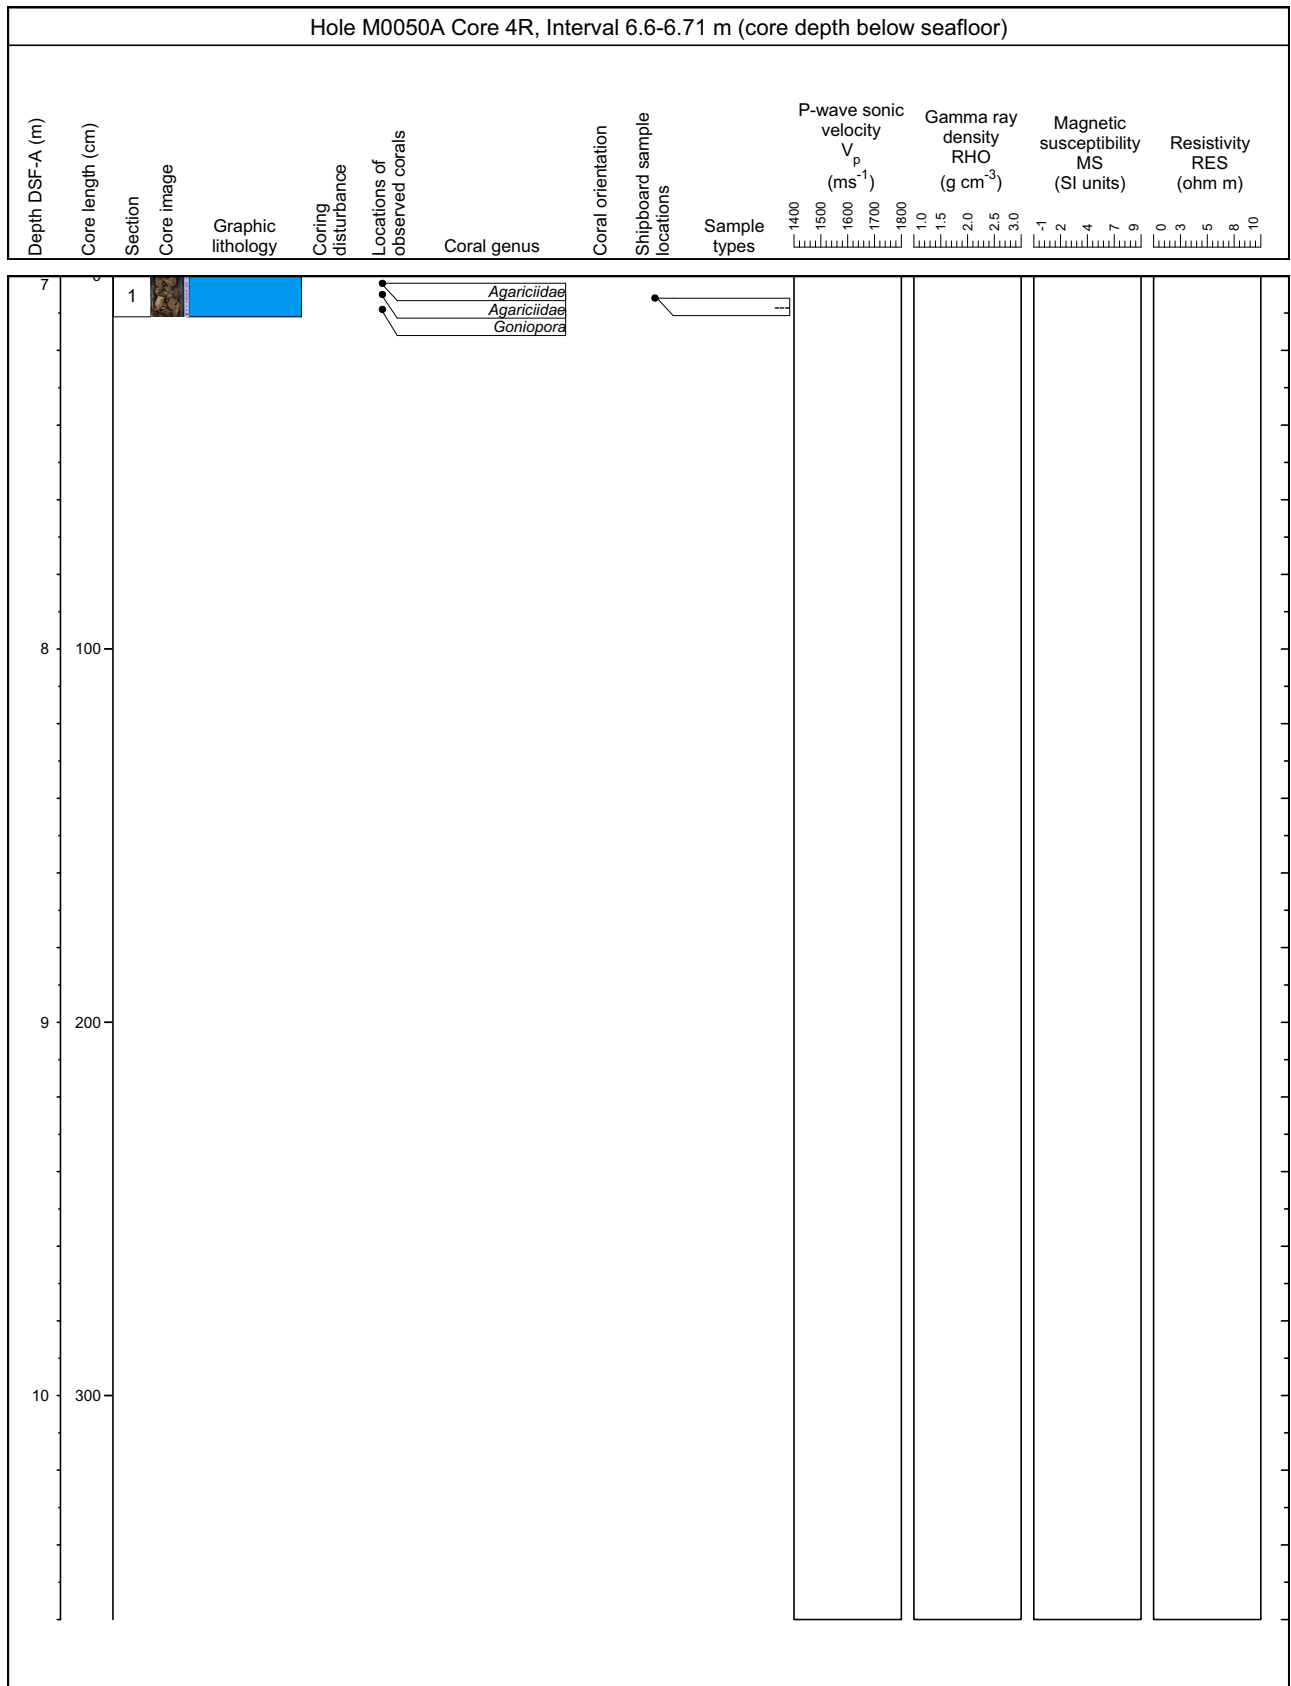 Hole M0050A Core 4R, Interval 6.6-6.71 m (core depth below seafloor)
Depth DSF-A (m)
Core length (cm)
Section
Core image
Graphic
lithology
Coring
disturbance
Locations of
observed corals
Coral genus
Coral orientation
Shipboard sample
locations
Sample
types
P-wave sonic
velocity
Vp
(ms-1)
1400 1500 1600 1700 1800
Gamma ray
density
RHO
(g cm-3)
1.0 1.5 2.0 2.5 3.0
Magnetic
susceptibility
MS
(SI units)
-1 2 4 7 9
Resistivity
RES
(ohm m)
0 3 5 8 10
7 0
1
Agariciidae
Agariciidae
Goniopora
---
8 100
9 200
10 300